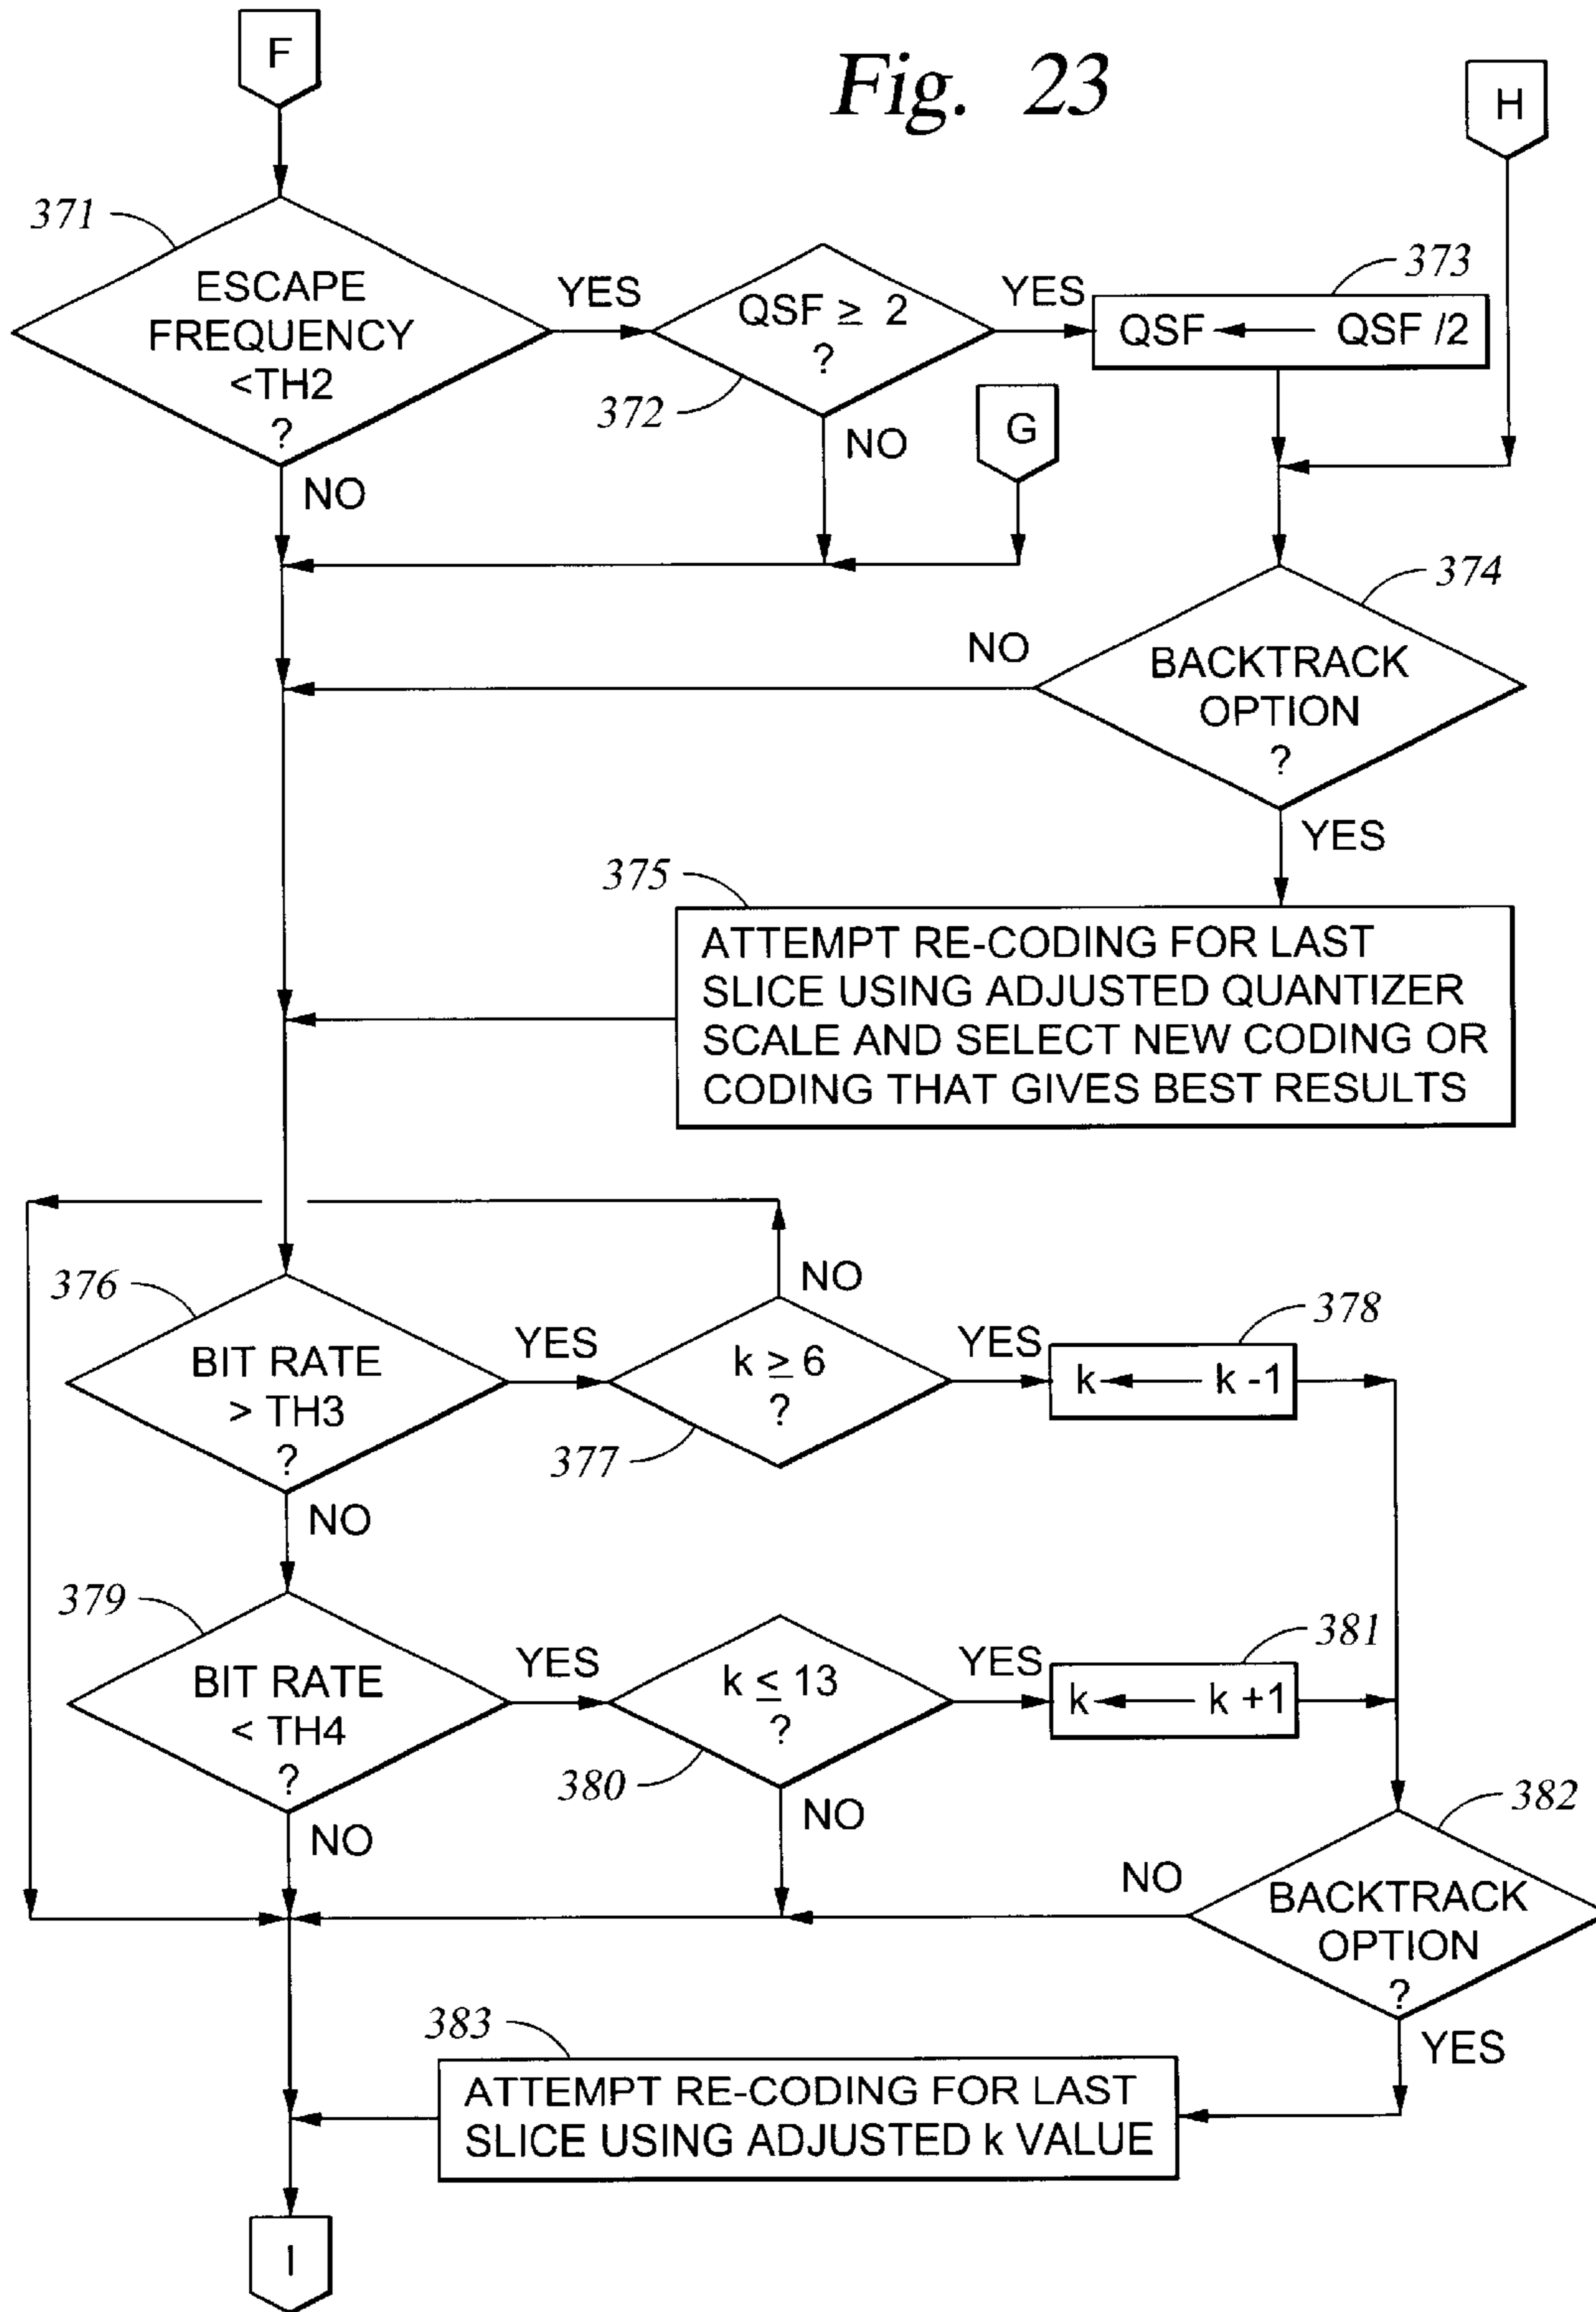 Fig. 23
F
H
371
ESCAPE
FREQUENCY
<TH2
?
YES
NO
QSF ≥ 2
?
372
YES
NO
373
QSF ← QSF /2
G
374
BACKTRACK
OPTION
?
NO
YES
375
ATTEMPT RE-CODING FOR LAST
SLICE USING ADJUSTED QUANTIZER
SCALE AND SELECT NEW CODING OR
CODING THAT GIVES BEST RESULTS
376
BIT RATE
> TH3
?
YES
NO
k ≥ 6
?
377
NO
YES
378
k ← k -1
379
BIT RATE
< TH4
?
YES
NO
k ≤ 13
?
380
YES
NO
381
k ← k +1
382
BACKTRACK
OPTION
?
NO
YES
383
ATTEMPT RE-CODING FOR LAST
SLICE USING ADJUSTED k VALUE
I